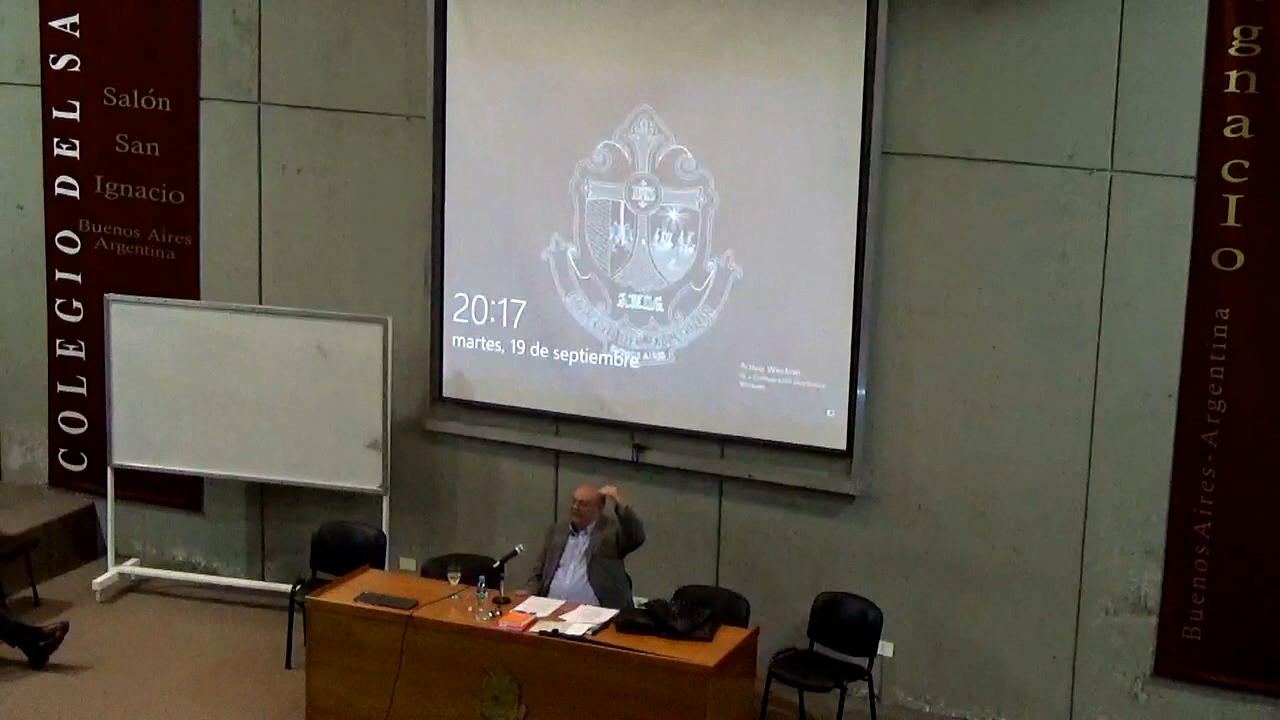 COLEGIO DEL SA
Salón
San
Ignacio
Buenos Aires
Argentina
IHS
20:17
martes, 19 de septiembre
gnacIo
Buenos Aires - Argentina